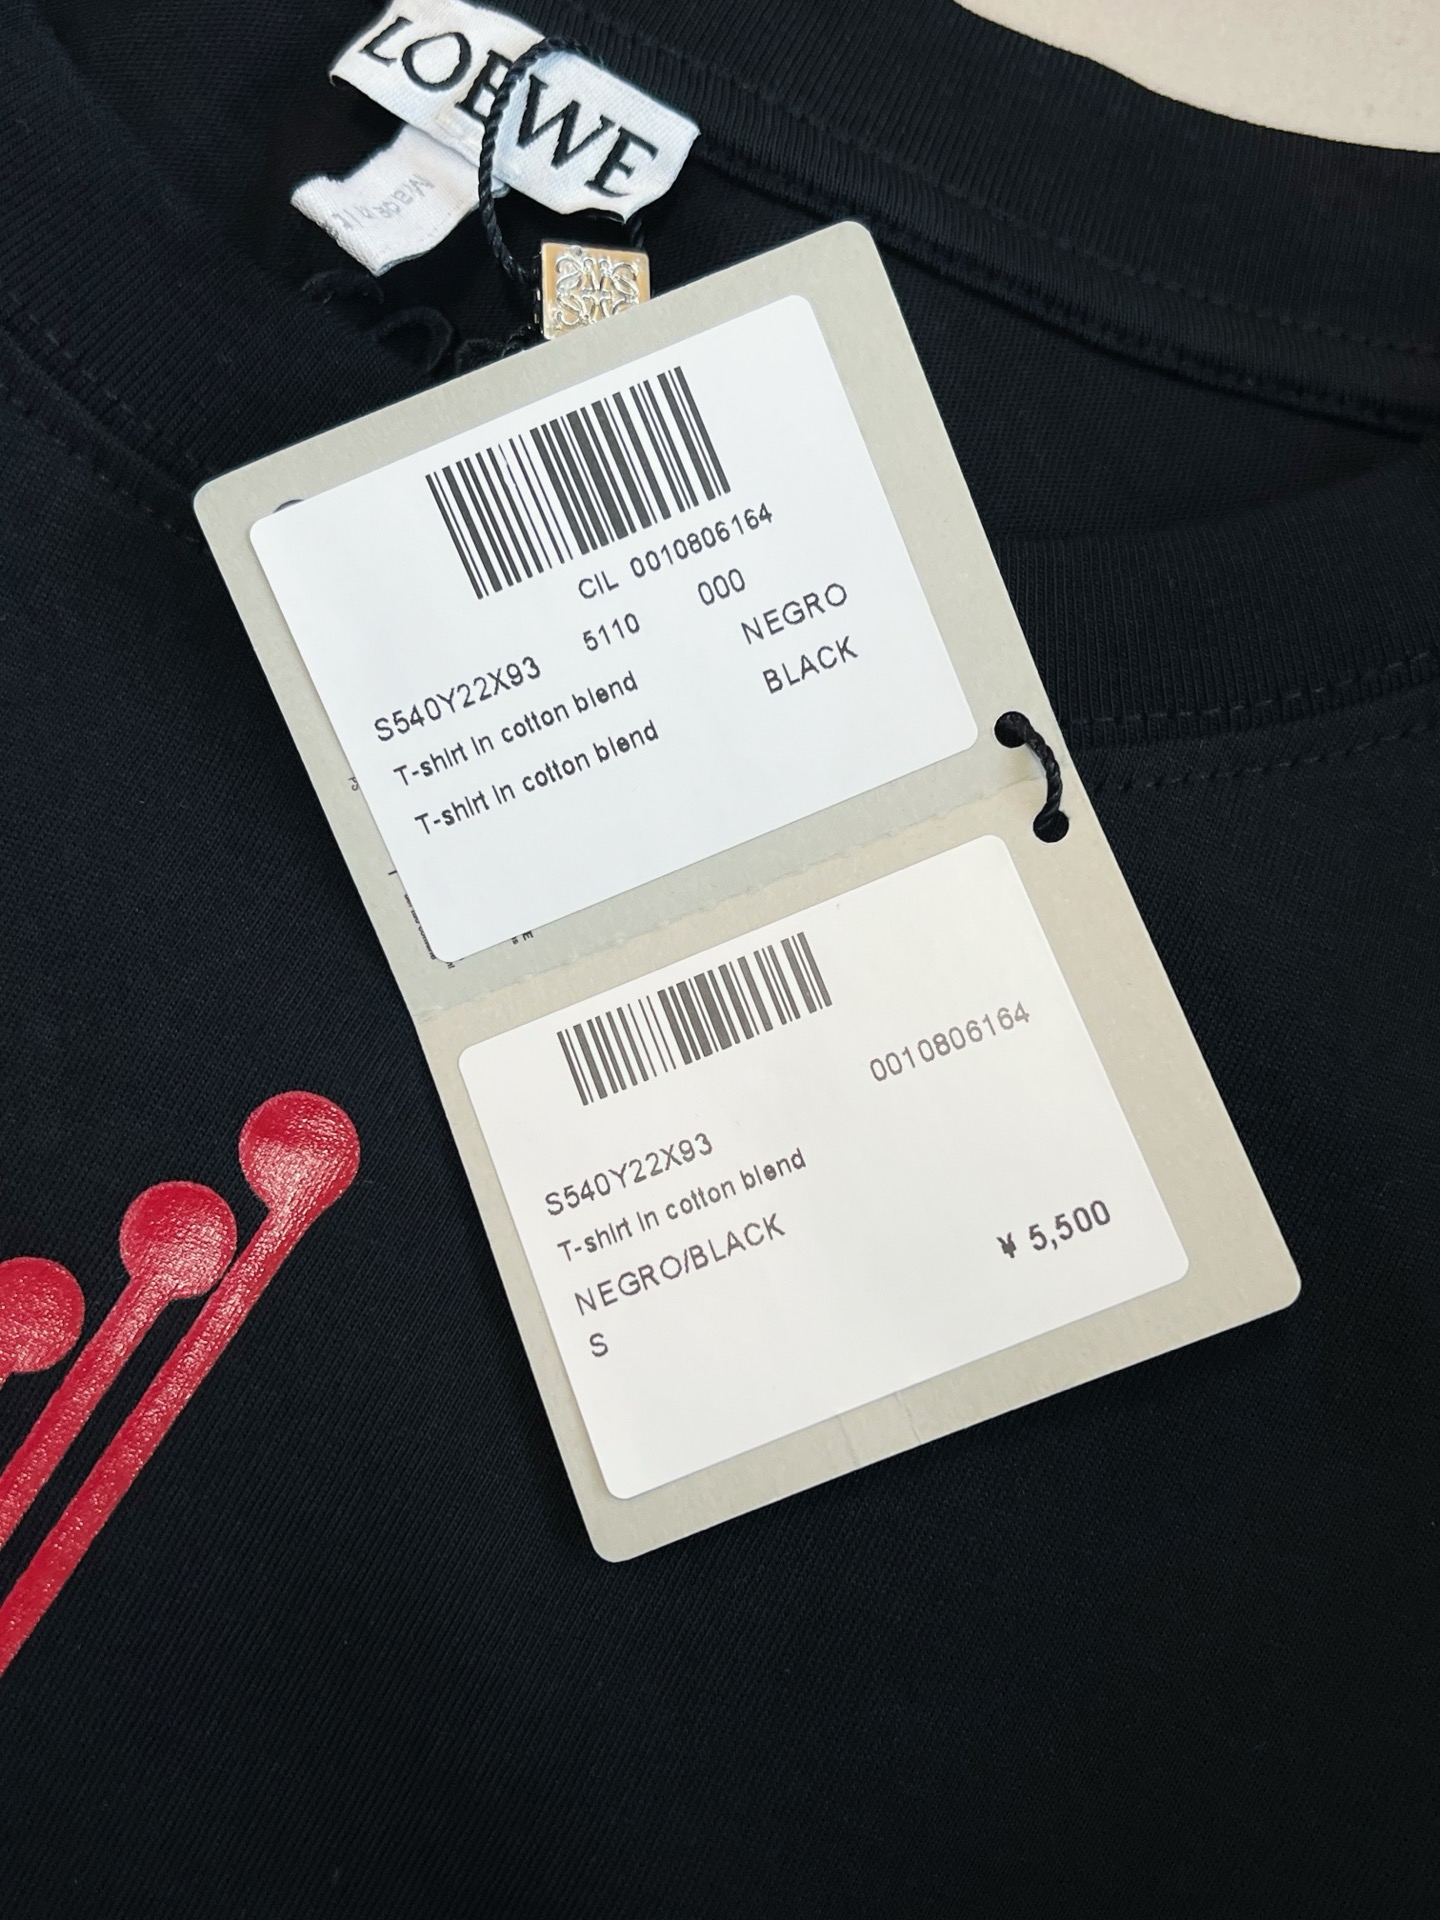 LOEWE
CIL 0010806164
S540Y22X93 5110 000
T-shirt in cotton blend NEGRO
T-shirt in cotton blend BLACK
0010806164
S540Y22X93
T-shirt in cotton blend
NEGRO/BLACK
S ¥ 5,500